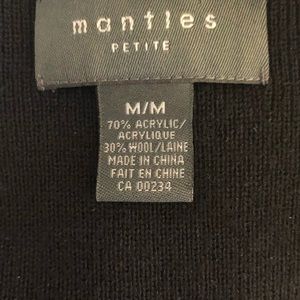 mantles
PETITE
M/M
70% ACRYLIC/
ACRYLIQUE
30% WOOL/LAINE
MADE IN CHINA
FAIT EN CHINE
CA 00234